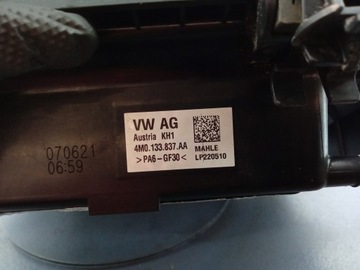 VW AG
Austria KH1
4M0.133.837.AA
>PA6-GF30<
MAHLE
LP220510
070621
06:59